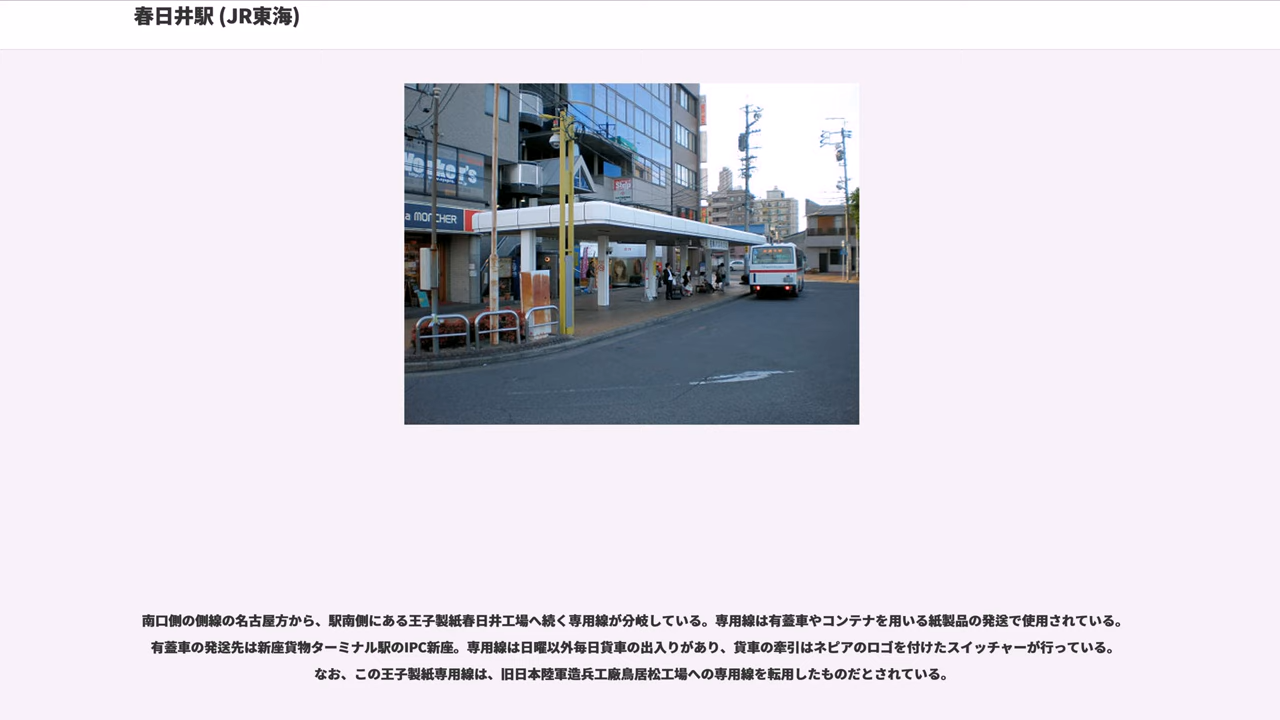 春日井駅 (JR東海)
a MONCHER
南口側の側線の名古屋方から、駅南側にある王子製紙春日井工場へ続く専用線が分岐している。専用線は有蓋車やコンテナを用いる紙製品の発送で使用されている。
有蓋車の発送先は新座貨物ターミナル駅のIPC新座。専用線は日曜以外毎日貨車の出入りがあり、貨車の牽引はネピアのロゴを付けたスイッチャーが行っている。
なお、この王子製紙専用線は、旧日本陸軍造兵工廠鳥居松工場への専用線を転用したものだとされている。